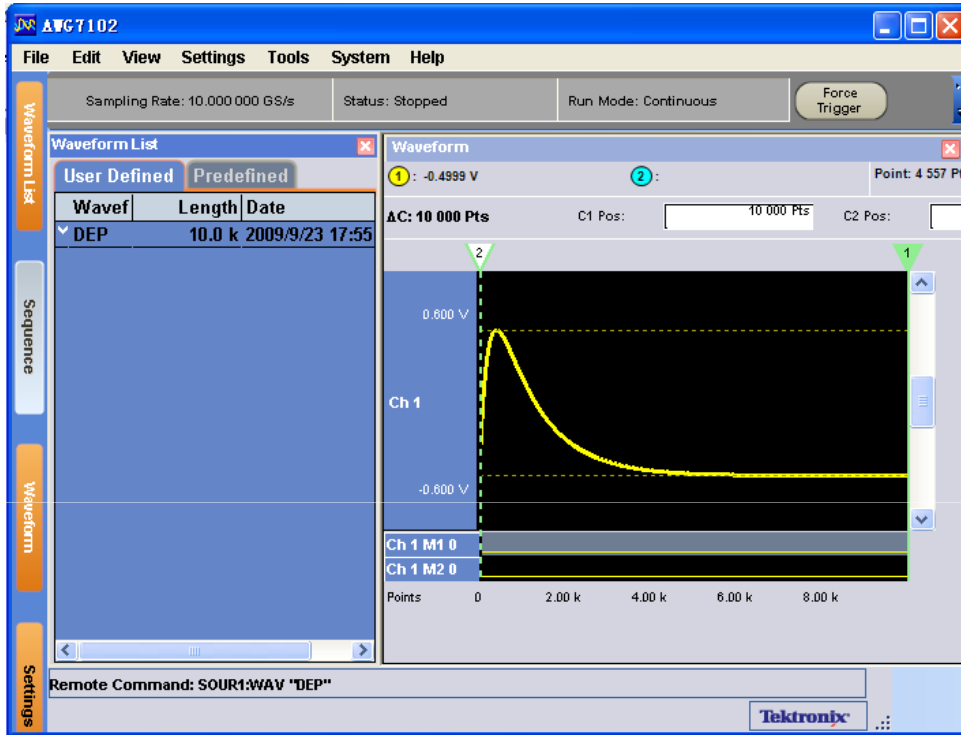 AWG7102
File Edit View Settings Tools System Help
Sampling Rate: 10.000 000 GS/s Status: Stopped Run Mode: Continuous Force Trigger
Waveform List
Sequence
Waveform
Settings
Waveform List
User Defined Predefined
Wavef Length Date
DEP 10.0 k 2009/9/23 17:55
Waveform
1 : -0.4999 V 2 : Point: 4 557 Pt
ΔC: 10 000 Pts C1 Pos: 10 000 Pts C2 Pos:
2 1
0.600 V
Ch 1
-0.600 V
Ch 1 M1 0
Ch 1 M2 0
Points 0 2.00 k 4.00 k 6.00 k 8.00 k
Remote Command: SOUR1:WAV "DEP"
Tektronix